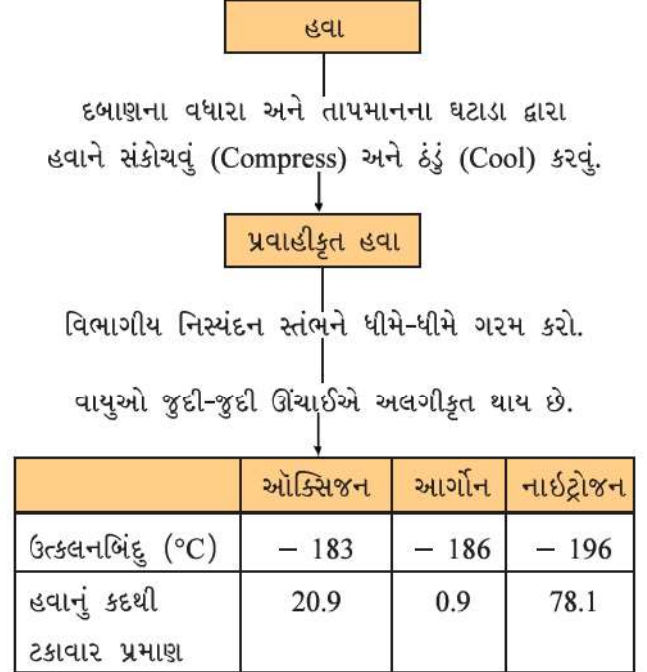 હવા
દબાણના વધારા અને તાપમાનના ઘટાડા દ્વારા
હવાને સંકોચવું (Compress) અને ઠંડું (Cool) કરવું.
પ્રવાહીકૃત હવા
વિભાગીય નિસ્યંદન સ્તંભને ધીમે-ધીમે ગરમ કરો.
વાયુઓ જુદી-જુદી ઊંચાઈએ અલગીકૃત થાય છે.
ઑક્સિજન આર્ગોન નાઇટ્રોજન
ઉત્કલનબિંદુ (°C) – 183 – 186 – 196
હવાનું કદથી 20.9 0.9 78.1
ટકાવાર પ્રમાણ